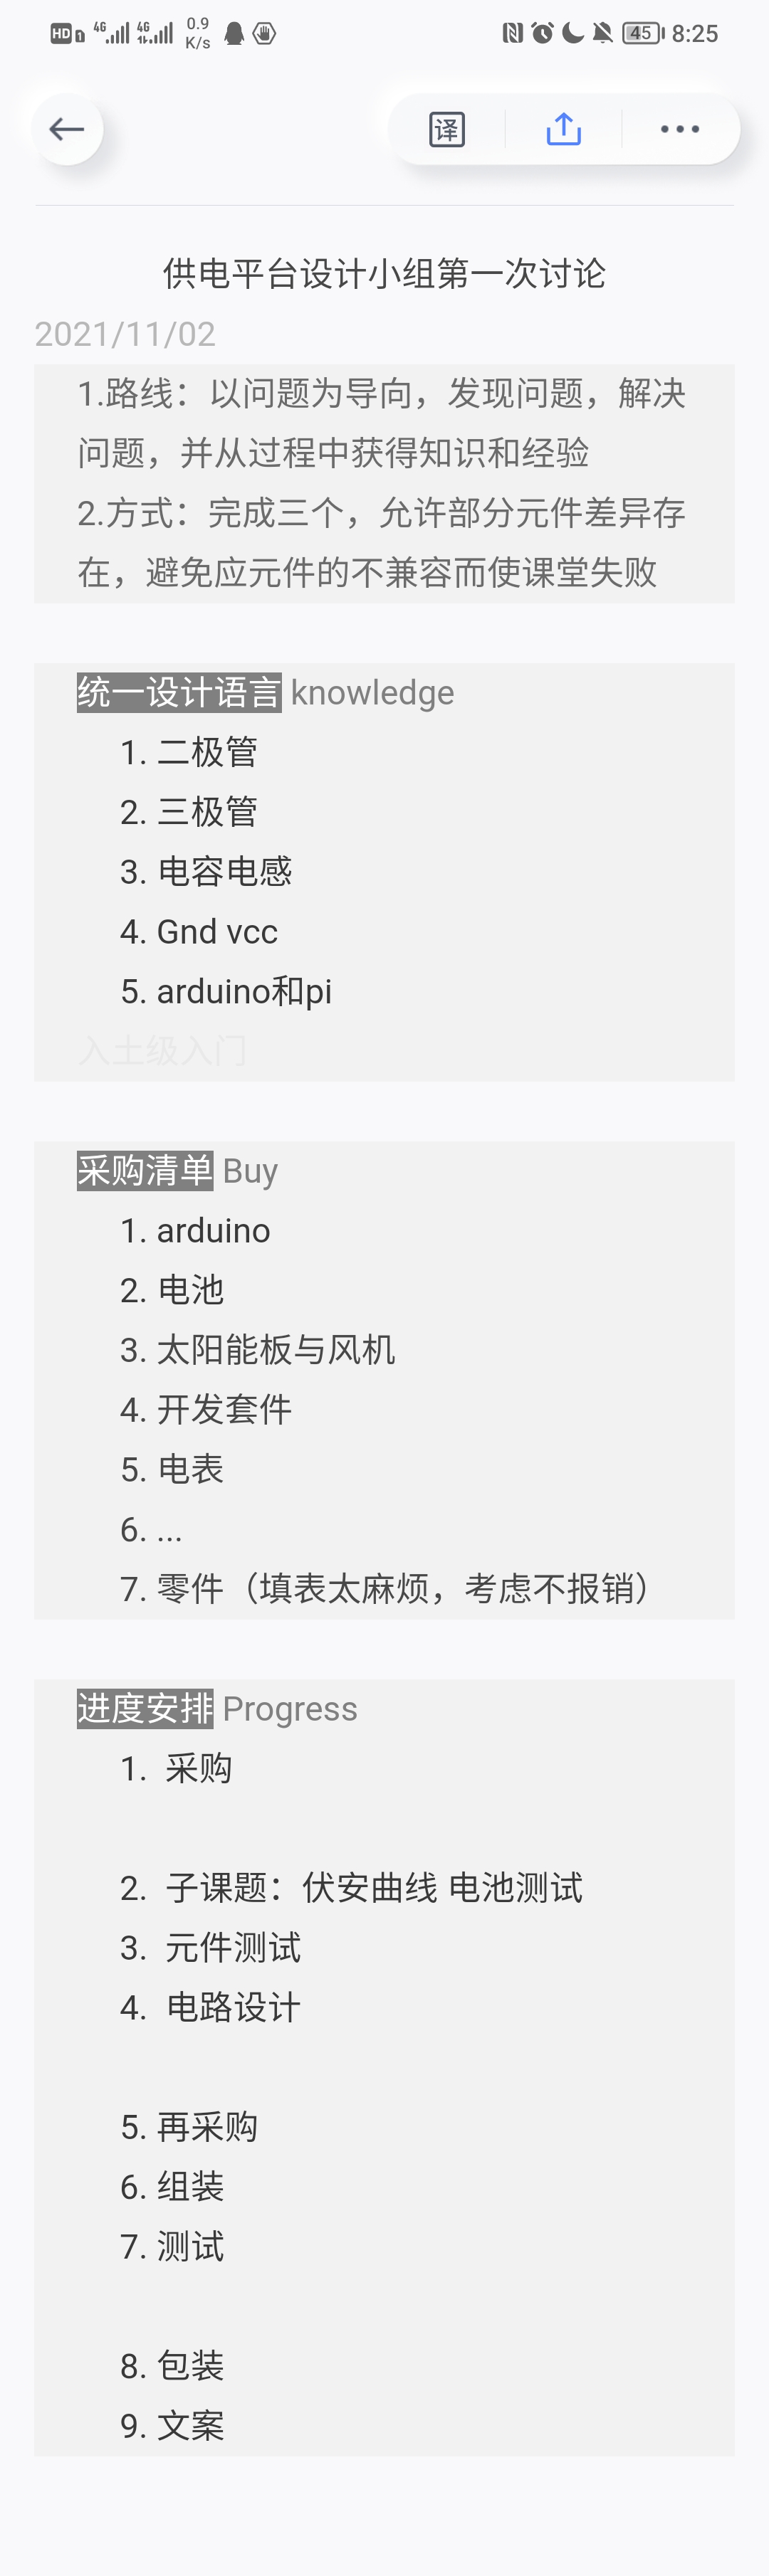 HD 1 4G 4G 0.9 K/s 45 8:25
译
供电平台设计小组第一次讨论
2021/11/02
1.路线：以问题为导向，发现问题，解决
问题，并从过程中获得知识和经验
2.方式：完成三个，允许部分元件差异存
在，避免应元件的不兼容而使课堂失败
统一设计语言 knowledge
1. 二极管
2. 三极管
3. 电容电感
4. Gnd vcc
5. arduino和pi
入土级入门
采购清单 Buy
1. arduino
2. 电池
3. 太阳能板与风机
4. 开发套件
5. 电表
6. ...
7. 零件（填表太麻烦，考虑不报销）
进度安排 Progress
1. 采购
2. 子课题：伏安曲线 电池测试
3. 元件测试
4. 电路设计
5. 再采购
6. 组装
7. 测试
8. 包装
9. 文案